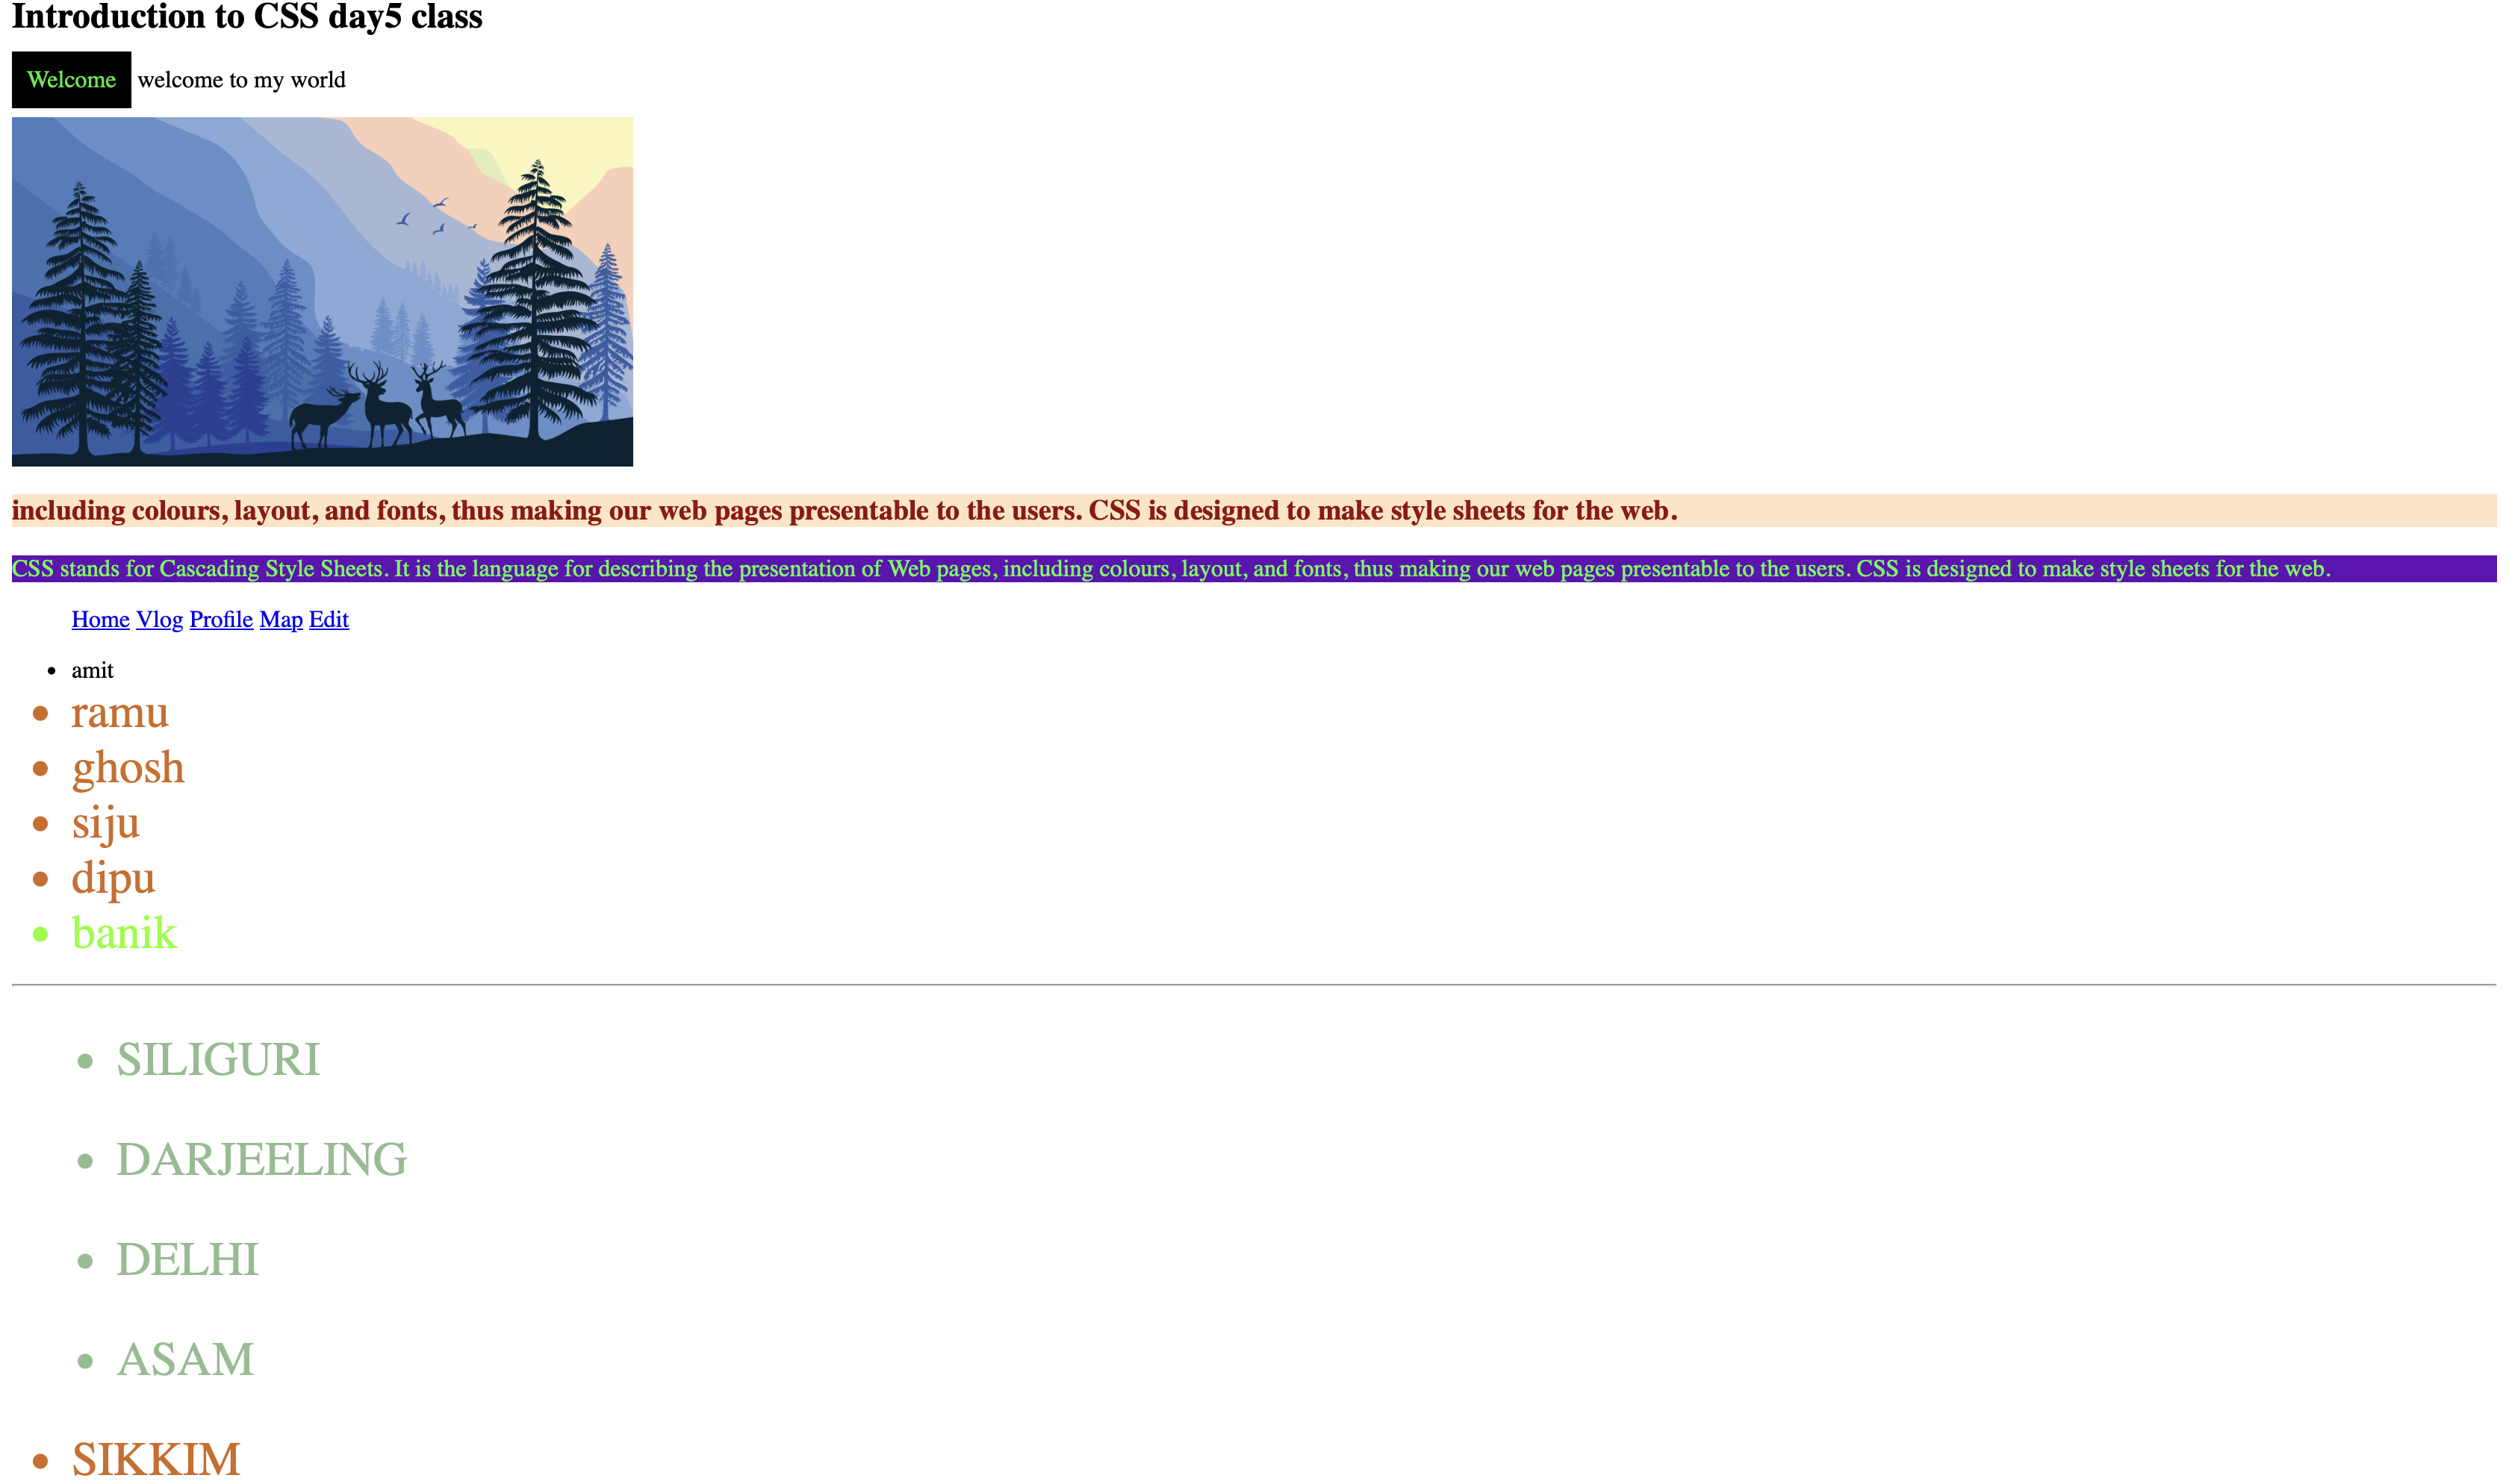 Introduction to CSS day5 class
Welcome welcome to my world
including colours, layout, and fonts, thus making our web pages presentable to the users. CSS is designed to make style sheets for the web.
CSS stands for Cascading Style Sheets. It is the language for describing the presentation of Web pages, including colours, layout, and fonts, thus making our web pages presentable to the users. CSS is designed to make style sheets for the web.
Home Vlog Profile Map Edit
amit
ramu
ghosh
siju
dipu
banik
SILIGURI
DARJEELING
DELHI
ASAM
SIKKIM